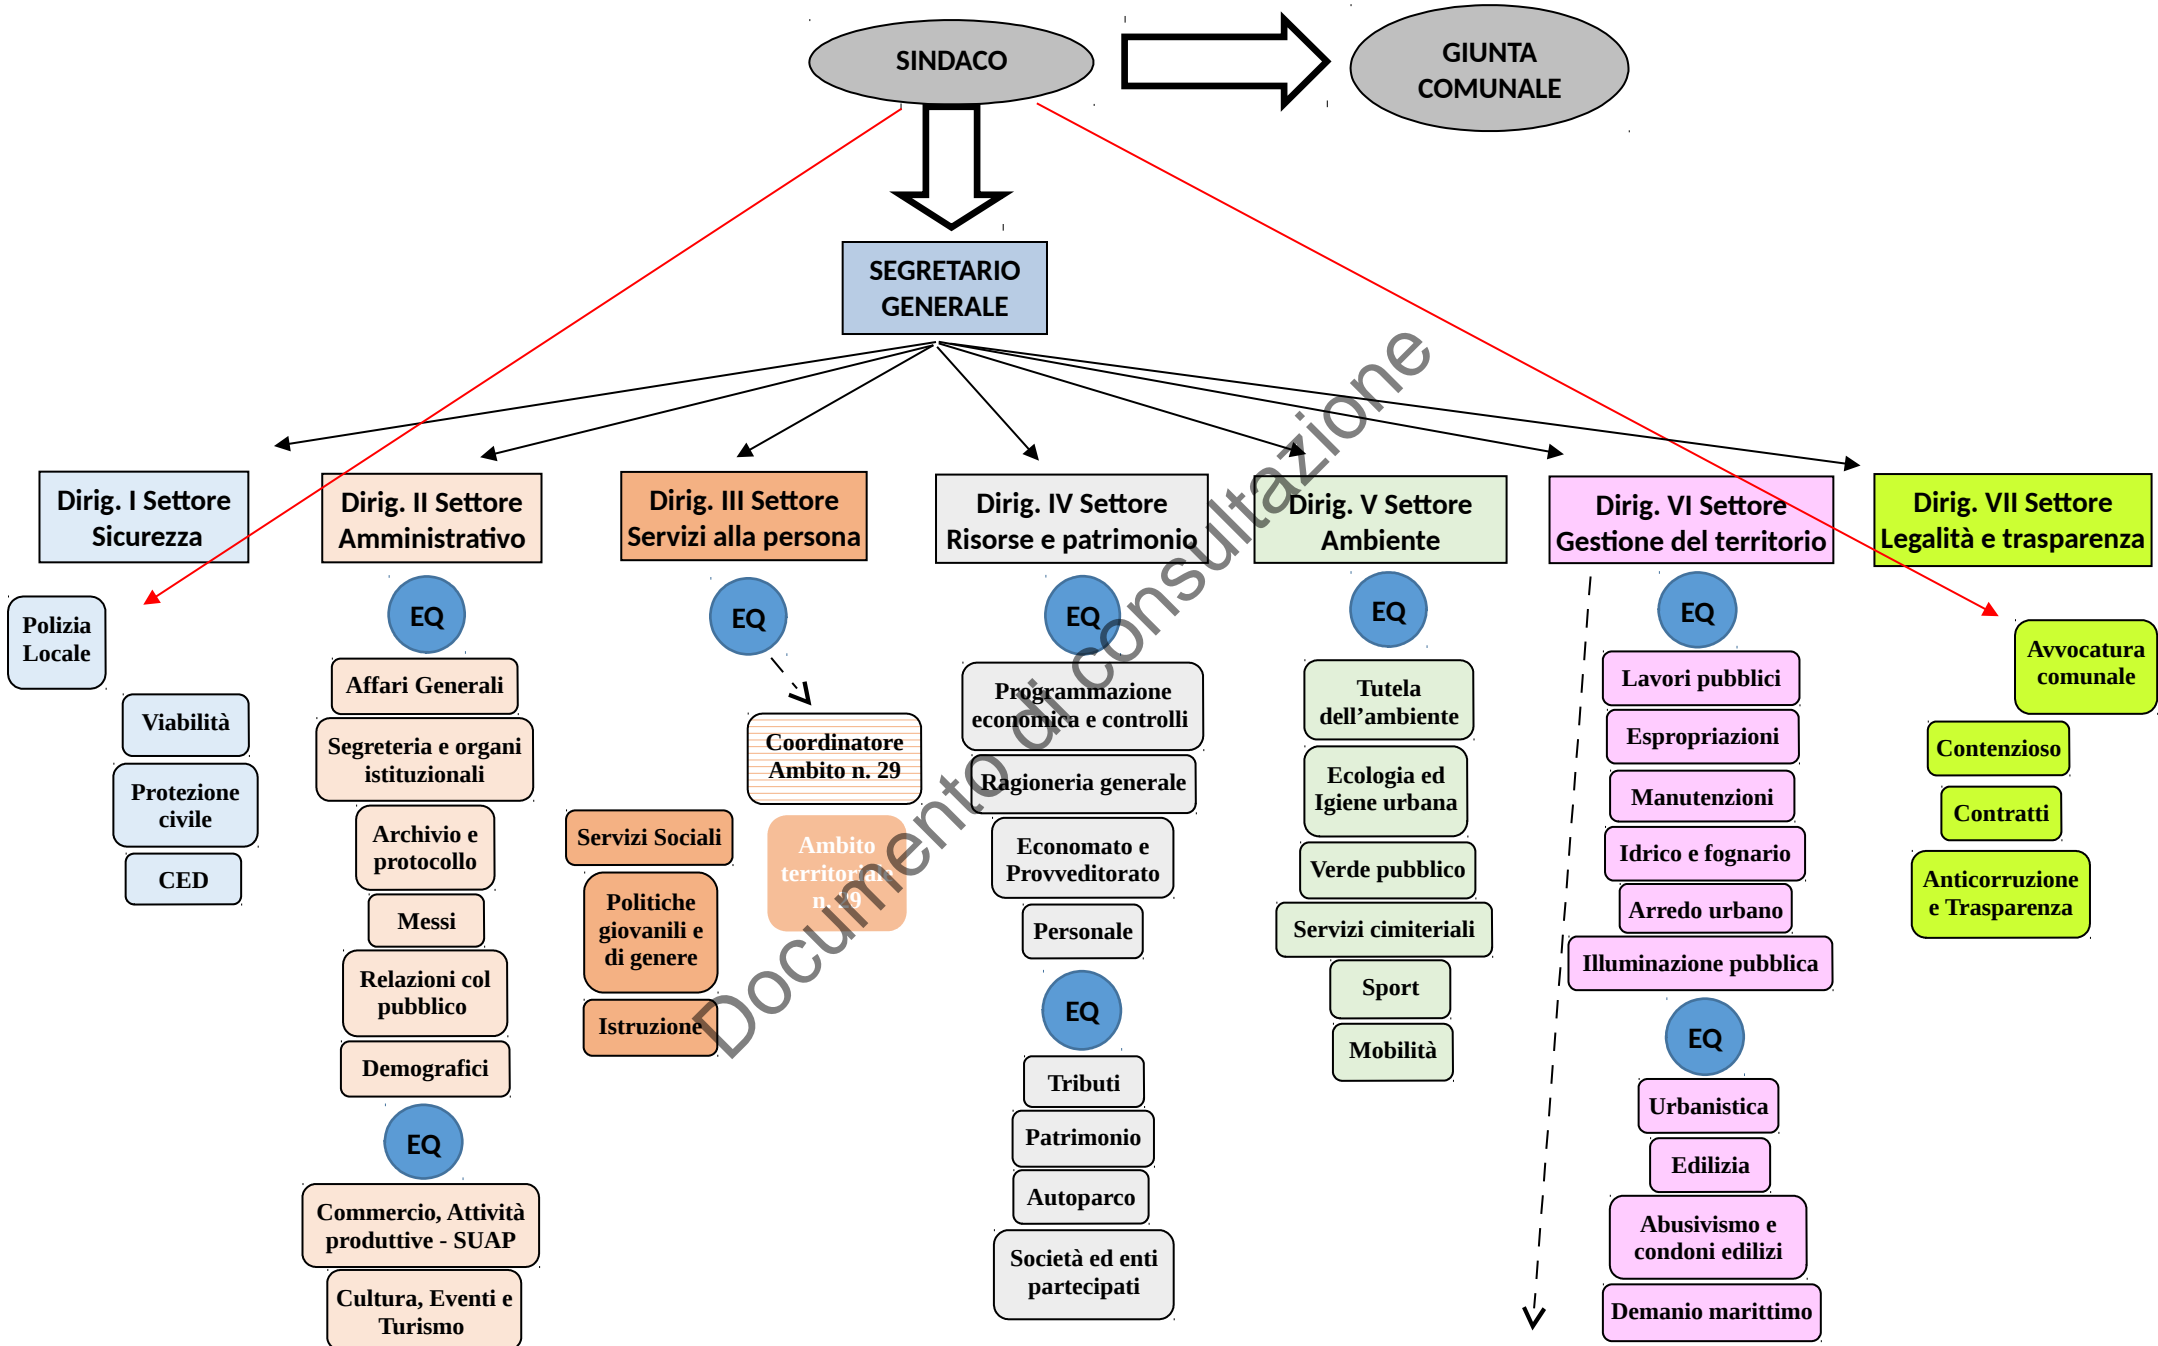 SINDACO
GIUNTA
COMUNALE
SEGRETARIO
GENERALE
Dirig. I Settore
Sicurezza
Dirig. II Settore
Amministrativo
Dirig. III Settore
Servizi alla persona
Dirig. IV Settore
Risorse e patrimonio
Dirig. V Settore
Ambiente
Dirig. VI Settore
Gestione del territorio
Dirig. VII Settore
Legalità e trasparenza
Polizia
Locale
Viabilità
Protezione
civile
CED
EQ
Affari Generali
Segreteria e organi
istituzionali
Archivio e
protocollo
Messi
Relazioni col
pubblico
Demografici
EQ
Commercio, Attività
produttive - SUAP
Cultura, Eventi e
Turismo
EQ
Coordinatore
Ambito n. 29
Ambito
territoriale
n. 29
Servizi Sociali
Politiche
giovanili e
di genere
Istruzione
EQ
Programmazione
economica e controlli
Ragioneria generale
Economato e
Provveditorato
Personale
EQ
Tributi
Patrimonio
Autoparco
Società ed enti
partecipati
EQ
Tutela
dell’ambiente
Ecologia ed
Igiene urbana
Verde pubblico
Servizi cimiteriali
Sport
Mobilità
EQ
Lavori pubblici
Espropriazioni
Manutenzioni
Idrico e fognario
Arredo urbano
Illuminazione pubblica
EQ
Urbanistica
Edilizia
Abusivismo e
condoni edilizi
Demanio marittimo
Avvocatura
comunale
Contenzioso
Contratti
Anticorruzione
e Trasparenza
Documento di consultazione